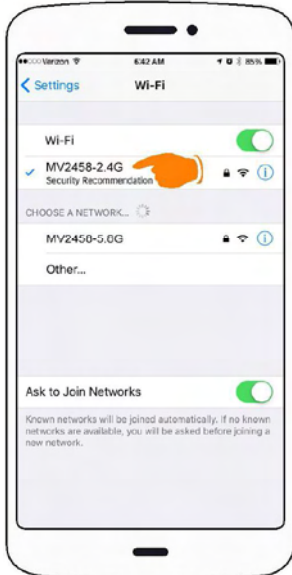 Verizon 6:42 AM 85%
Settings Wi-Fi
Wi-Fi
MV2458-2.4G
Security Recommendation
CHOOSE A NETWORK...
MV2458-5.0G
Other...
Ask to Join Networks
Known networks will be joined automatically. If no known
networks are available, you will be asked before joining a
new network.